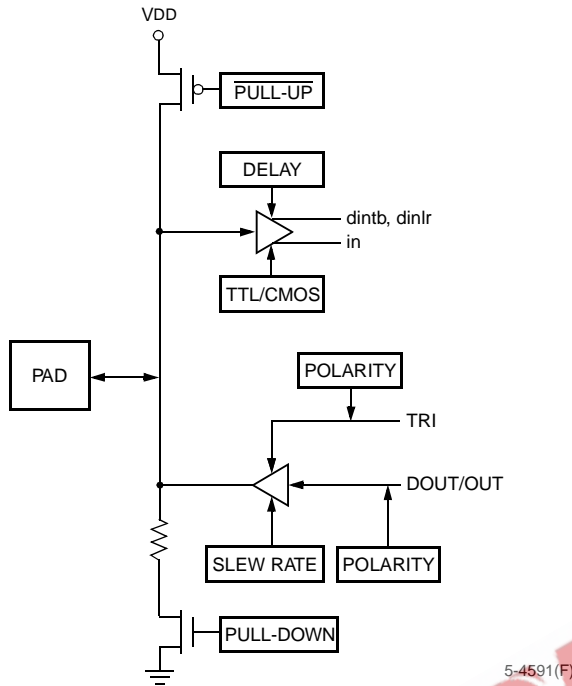 VDD
PULL-UP
DELAY
dintb, dinlr
in
TTL/CMOS
PAD
POLARITY
TRI
DOUT/OUT
SLEW RATE
POLARITY
PULL-DOWN
5-4591(F)